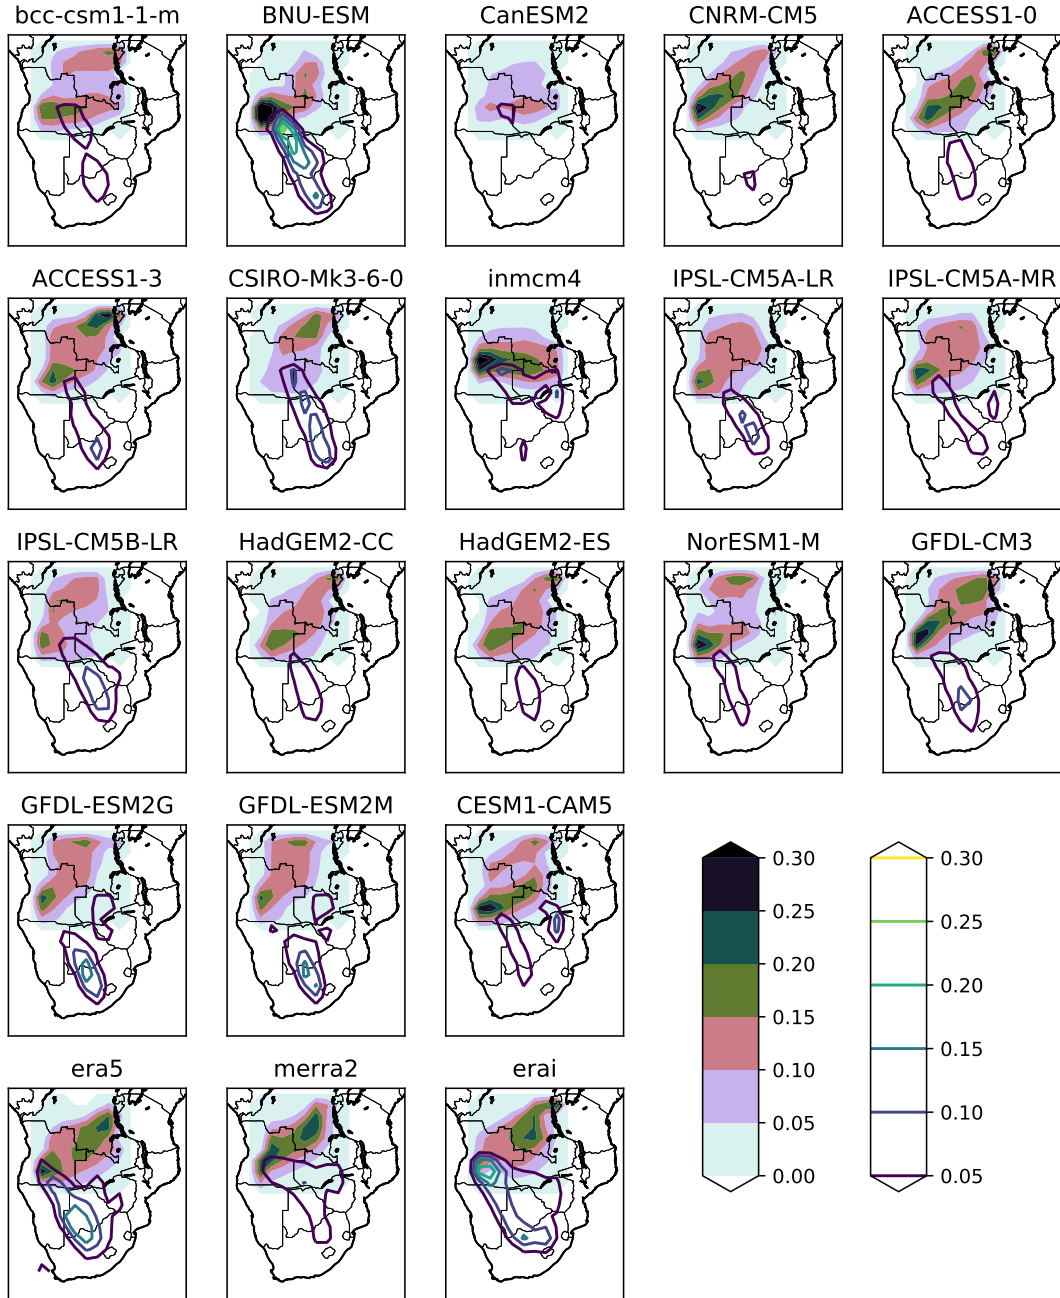 bcc-csm1-1-m BNU-ESM CanESM2 CNRM-CM5 ACCESS1-0
ACCESS1-3 CSIRO-Mk3-6-0 inmcm4 IPSL-CM5A-LR IPSL-CM5A-MR
IPSL-CM5B-LR HadGEM2-CC HadGEM2-ES NorESM1-M GFDL-CM3
GFDL-ESM2G GFDL-ESM2M CESM1-CAM5
0.30 0.30
0.25
0.25
0.20
0.20
0.15
0.15
0.10
0.10
0.05
0.00 0.05
era5 merra2 erai